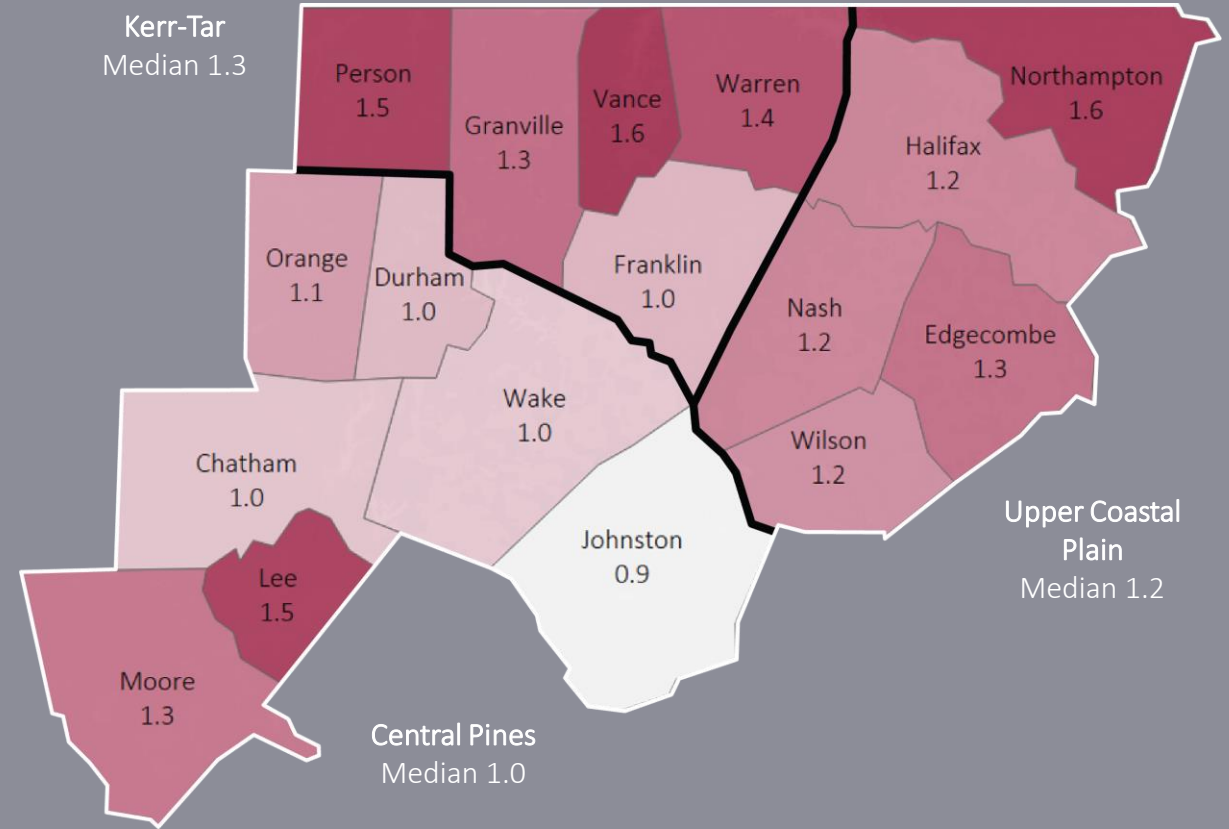 Kerr-Tar
Median 1.3
Person
1.5
Granville
1.3
Vance
1.6
Warren
1.4
Northampton
1.6
Halifax
1.2
Orange
1.1
Durham
1.0
Franklin
1.0
Nash
1.2
Edgecombe
1.3
Wake
1.0
Wilson
1.2
Chatham
1.0
Johnston
0.9
Upper Coastal
Plain
Median 1.2
Lee
1.5
Moore
1.3
Central Pines
Median 1.0